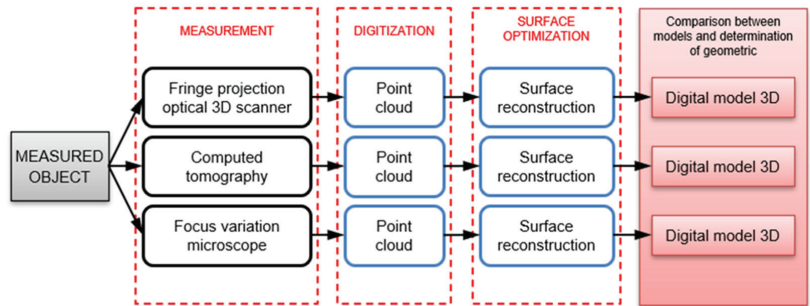 MEASUREMENT
DIGITIZATION
SURFACE
OPTIMIZATION
Comparison between
models and determination
of geometric
MEASURED
OBJECT
Fringe projection
optical 3D scanner
Point
cloud
Surface
reconstruction
Digital model 3D
Computed
tomography
Point
cloud
Surface
reconstruction
Digital model 3D
Focus variation
microscope
Point
cloud
Surface
reconstruction
Digital model 3D